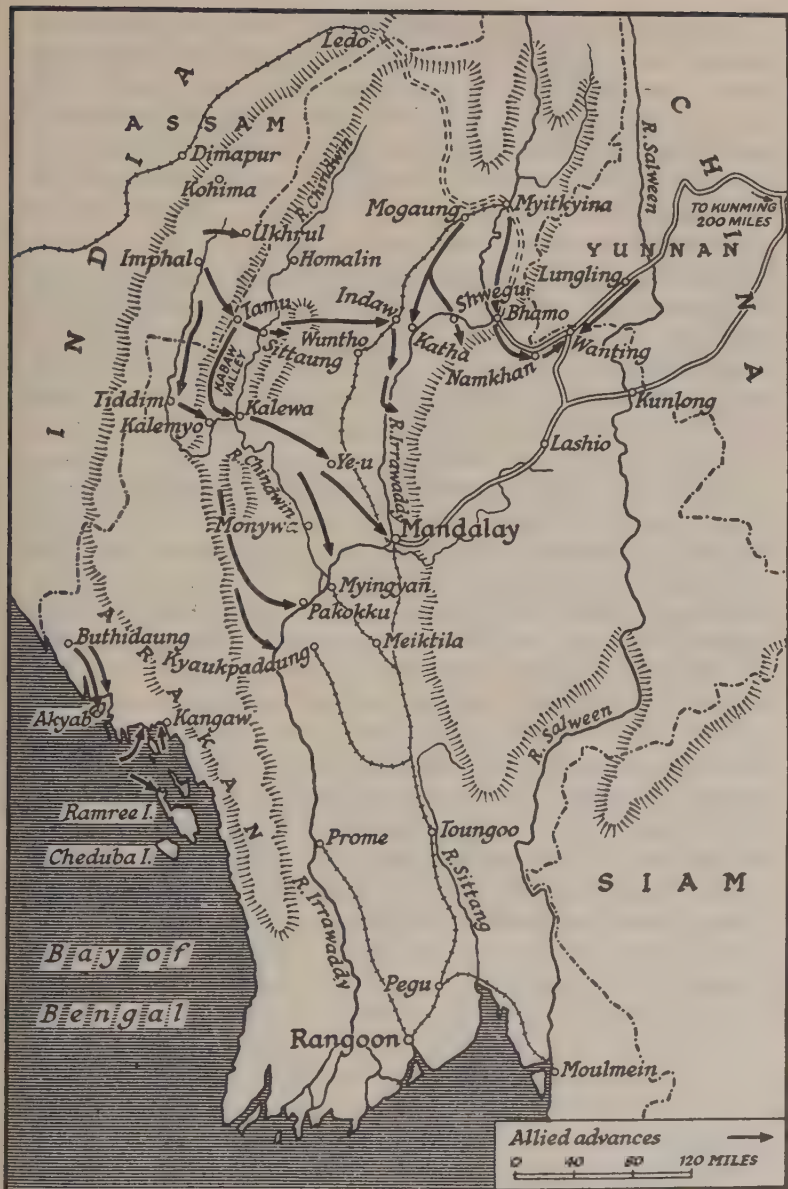 Ledo
INDIA
ASSAM
Dimapur
Kohima
R. Chindwin
R. Salween
CHINA
TO KUNMING
200 MILES
Mogaung
Myitkyina
Ukhrul
Imphal
Homalin
YUNNAN
Lungling
Tamu
Indaw
Shwegu
Bhamo
Sittaung
Wuntho
Katha
Wanting
KABAW
VALLEY
Namkhan
Tiddim
Kalewa
Kunlong
Kalemyo
R. Irrawaddy
Lashio
Ye-u
R. Chindwin
Monywa
Mandalay
Myingyan
Pakokku
Buthidaung
Kyaukpadung
Meiktila
ARAKAN
Akyab
Kangaw
R. Salween
Ramree I.
Cheduba I.
Prome
Toungoo
SIAM
R. Irrawaddy
R. Sittang
Bay of
Bengal
Pegu
Rangoon
Moulmein
Allied advances
40
80
120 MILES